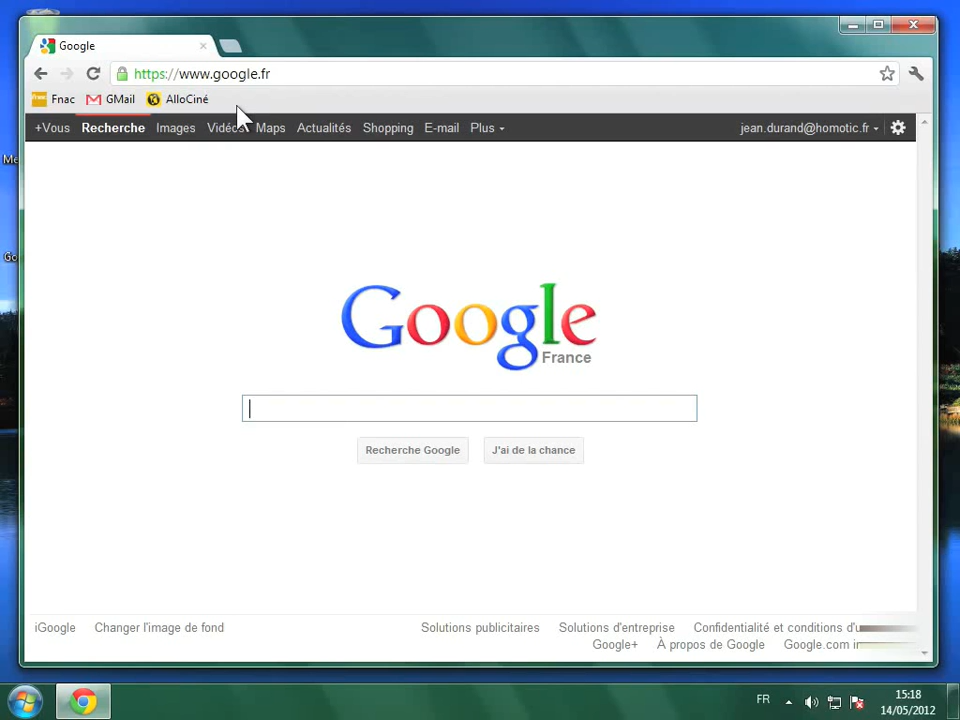 Google
https://www.google.fr
Fnac GMail AlloCiné
+Vous Recherche Images Vidéos Maps Actualités Shopping E-mail Plus jean.durand@homotic.fr
Google
France
Recherche Google J'ai de la chance
iGoogle Changer l'image de fond Solutions publicitaires Solutions d'entreprise Confidentialité et conditions
Google+ À propos de Google Google.com
FR 15:18
14/05/2012